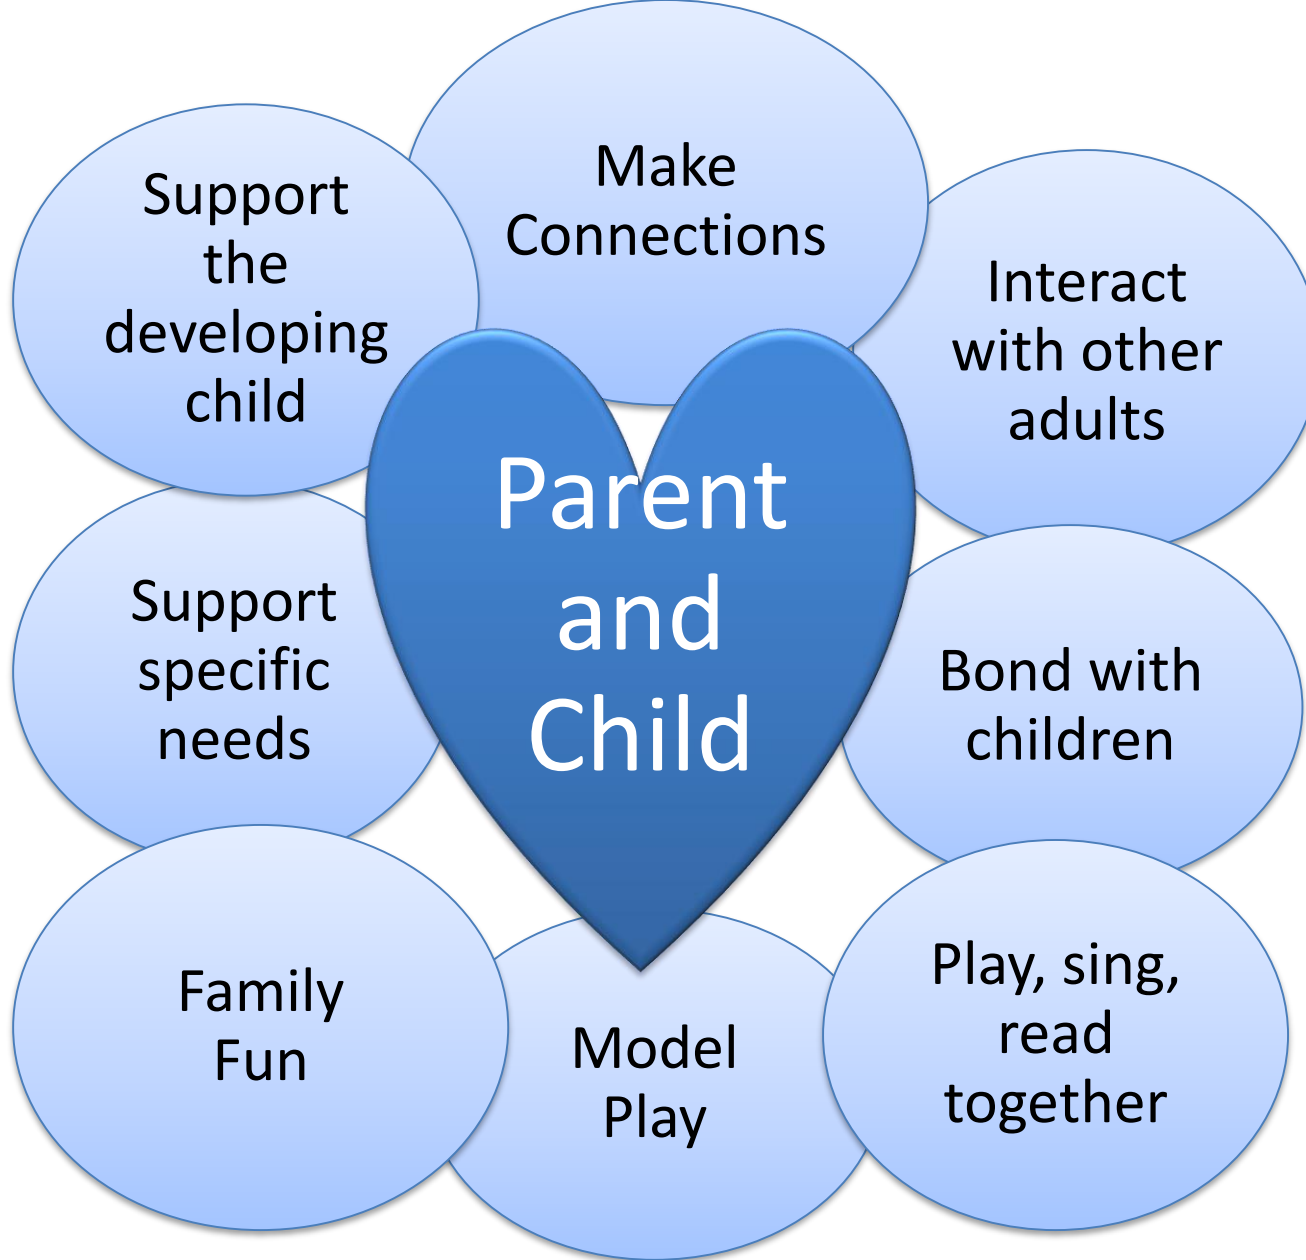 Make
Connections
Support
the
developing
child
Interact
with other
adults
Parent
and
Child
Support
specific
needs
Bond with
children
Family
Fun
Model
Play
Play, sing,
read
together